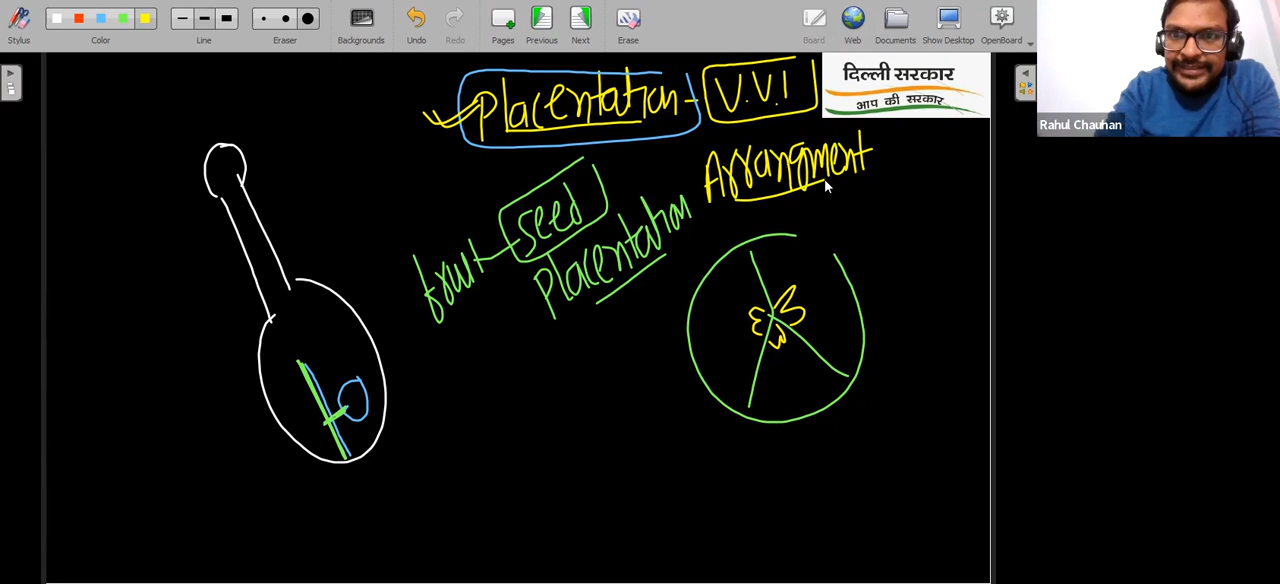 Stylus
Color
Line
Eraser
Backgrounds
Undo
Redo
Pages
Previous
Next
Erase
Board
Web
Documents
Show Desktop
OpenBoard
Placentation - V.V.I
दिल्ली सरकार
आप की सरकार
Rahul Chauhan
Arrangment
fruit - seed
Placentation